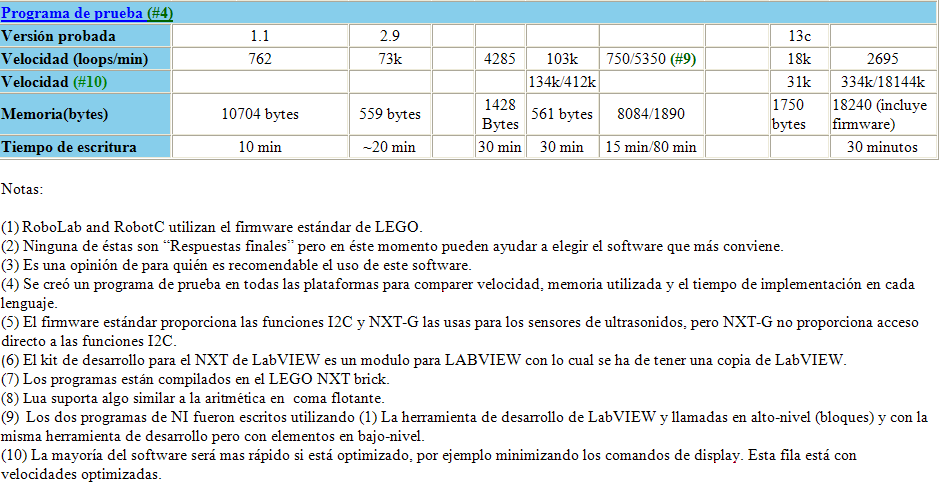 Programa de prueba (#4)
Versión probada 1.1 2.9 13c
Velocidad (loops/min) 762 73k 4285 103k 750/5350 (#9) 18k 2695
Velocidad (#10) 134k/412k 31k 334k/18144k
Memoria(bytes) 10704 bytes 559 bytes 1428 Bytes 561 bytes 8084/1890 1750 bytes 18240 (incluye firmware)
Tiempo de escritura 10 min ~20 min 30 min 30 min 15 min/80 min 30 minutos
Notas:
(1) RoboLab and RobotC utilizan el firmware estándar de LEGO.
(2) Ninguna de éstas son “Respuestas finales” pero en éste momento pueden ayudar a elegir el software que más conviene.
(3) Es una opinión de para quién es recomendable el uso de este software.
(4) Se creó un programa de prueba en todas las plataformas para comparer velocidad, memoria utilizada y el tiempo de implementación en cada
lenguaje.
(5) El firmware estándar proporciona las funciones I2C y NXT-G las usas para los sensores de ultrasonidos, pero NXT-G no proporciona acceso
directo a las funciones I2C.
(6) El kit de desarrollo para el NXT de LabVIEW es un modulo para LABVIEW con lo cual se ha de tener una copia de LabVIEW.
(7) Los programas están compilados en el LEGO NXT brick.
(8) Lua suporta algo similar a la aritmética en coma flotante.
(9) Los dos programas de NI fueron escritos utilizando (1) La herramienta de desarrollo de LabVIEW y llamadas en alto-nivel (bloques) y con la
misma herramienta de desarrollo pero con elementos en bajo-nivel.
(10) La mayoría del software será mas rápido si está optimizado, por ejemplo minimizando los comandos de display. Esta fila está con
velocidades optimizadas.